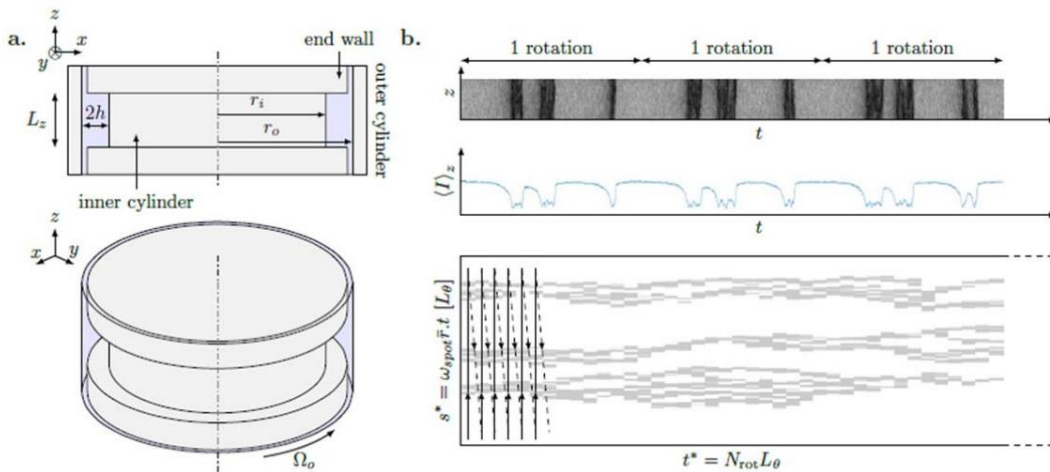 a.
z
x
y
end wall
outer cylinder
2h
L_z
r_i
r_o
inner cylinder
z
x
y
Ω_o
b.
1 rotation 1 rotation 1 rotation
z
t
⟨I⟩_z
t
s* = ω_spot r̄.t [L_θ]
t* = N_rot L_θ